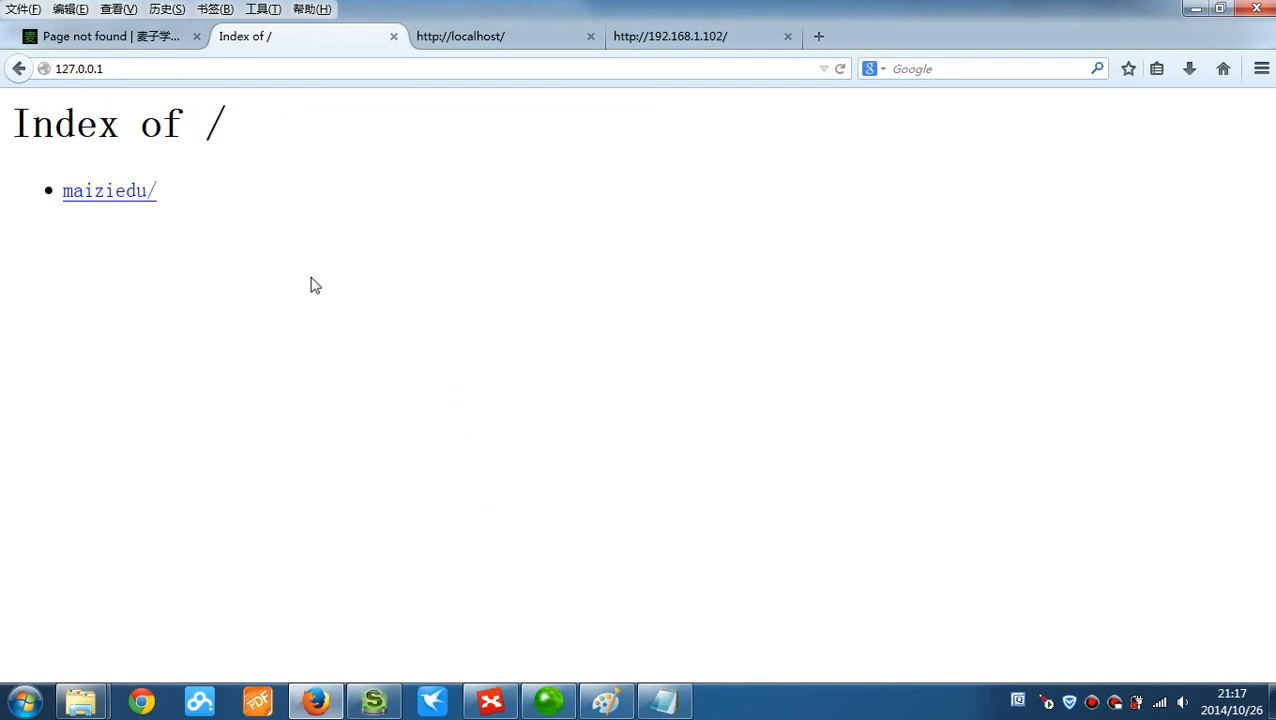 文件(F) 编辑(E) 查看(V) 历史(S) 书签(B) 工具(T) 帮助(H)
Page not found | 麦子学... Index of / http://localhost/ http://192.168.1.102/
127.0.0.1 Google
Index of /
maiziedu/
PDF
21:17
2014/10/26